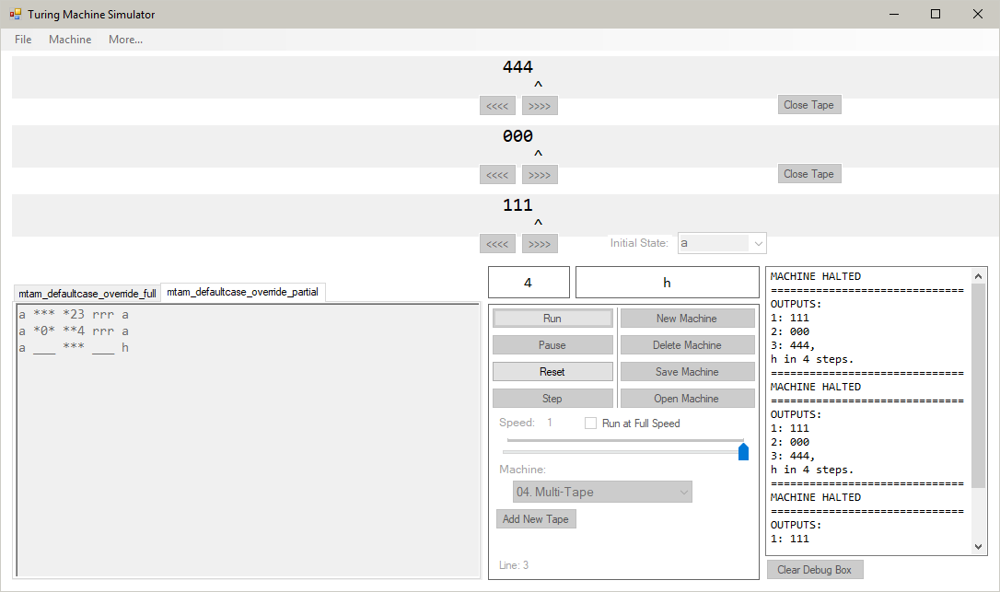 Turing Machine Simulator
File Machine More...
444
^
<<<< >>>> Close Tape
000
^
<<<< >>>> Close Tape
111
^
<<<< >>>> Initial State: a
mtam_defaultcase_override_full mtam_defaultcase_override_partial
a *** *23 rrr a
a *0* **4 rrr a
a ___ *** ___ h
4 h
Run New Machine
Pause Delete Machine
Reset Save Machine
Step Open Machine
Speed: 1 Run at Full Speed
Machine:
04. Multi-Tape
Add New Tape
Line: 3
MACHINE HALTED
==============================
OUTPUTS:
1: 111
2: 000
3: 444,
h in 4 steps.
==============================
MACHINE HALTED
==============================
OUTPUTS:
1: 111
2: 000
3: 444,
h in 4 steps.
==============================
MACHINE HALTED
==============================
OUTPUTS:
1: 111
Clear Debug Box